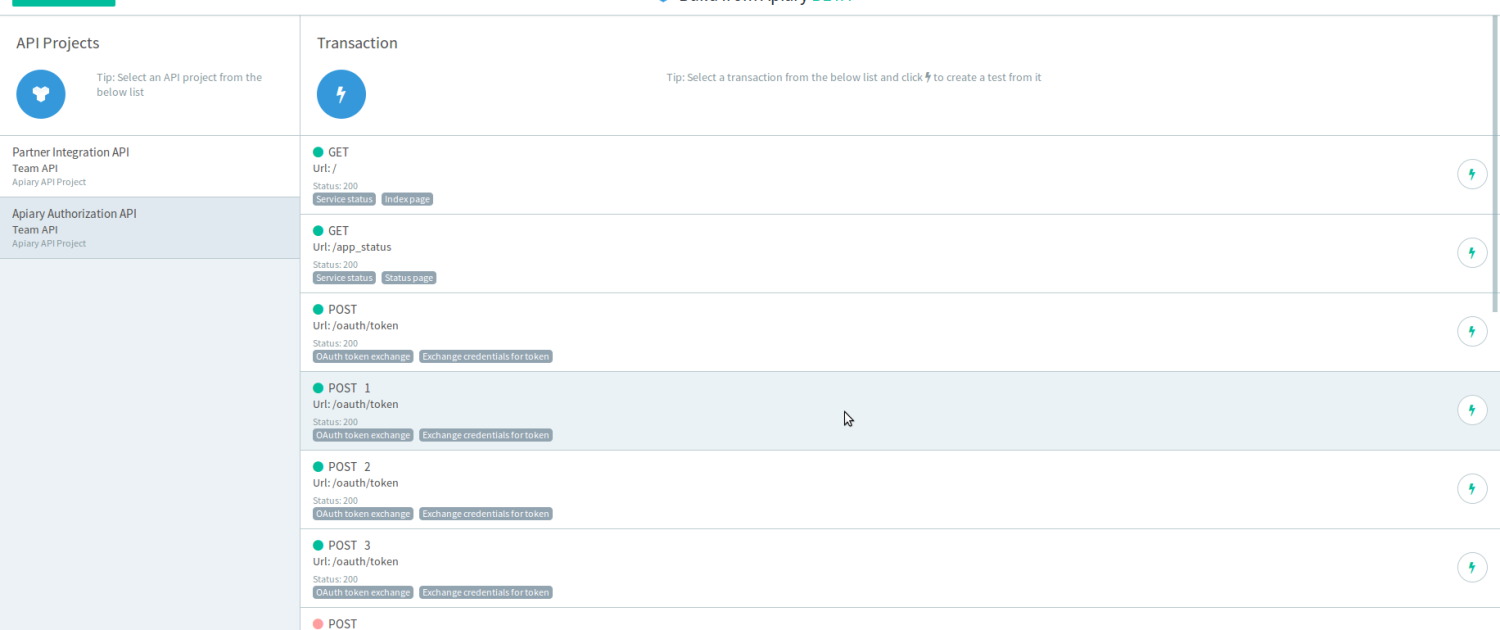 API Projects
Tip: Select an API project from the
below list
Partner Integration API
Team API
Apiary API Project
Apiary Authorization API
Team API
Apiary API Project
Transaction
Tip: Select a transaction from the below list and click to create a test from it
GET
Url: /
Status: 200
Service status Index page
GET
Url: /app_status
Status: 200
Service status Status page
POST
Url: /oauth/token
Status: 200
OAuth token exchange Exchange credentials for token
POST 1
Url: /oauth/token
Status: 200
OAuth token exchange Exchange credentials for token
POST 2
Url: /oauth/token
Status: 200
OAuth token exchange Exchange credentials for token
POST 3
Url: /oauth/token
Status: 200
OAuth token exchange Exchange credentials for token
POST